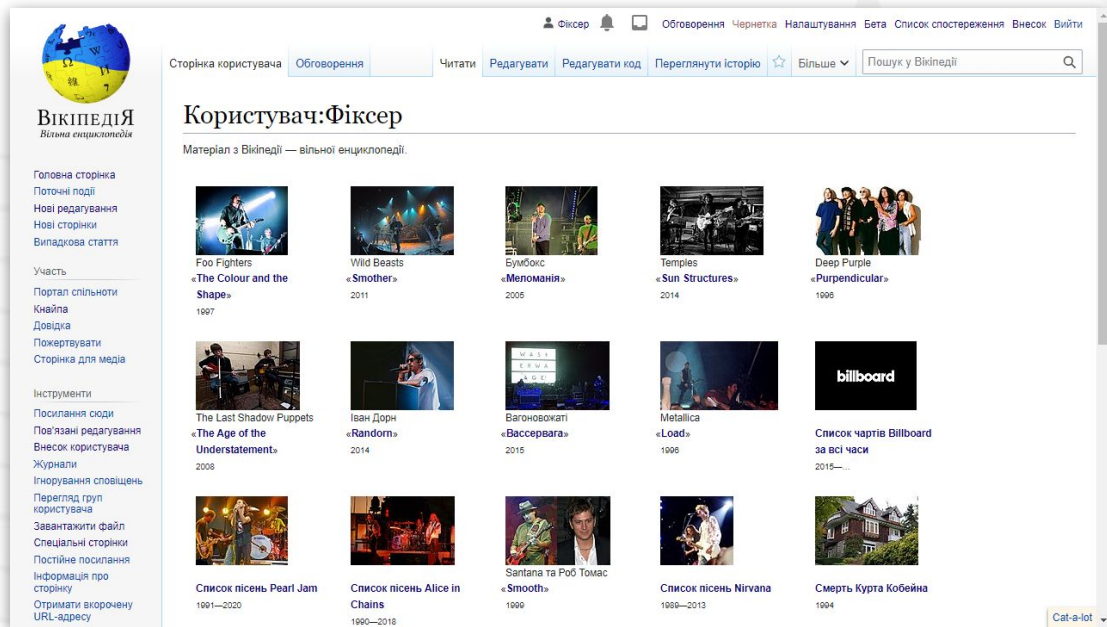 Фіксер Обговорення Чернетка Налаштування Бета Список спостереження Внесок Вийти
Сторінка користувача Обговорення Читати Редагувати Редагувати код Переглянути історію Більше Пошук у Вікіпедії
ВІКІПЕДІЯ
Вільна енциклопедія
Користувач:Фіксер
Матеріал з Вікіпедії — вільної енциклопедії.
Головна сторінка
Поточні події
Нові редагування
Нові сторінки
Випадкова стаття
Участь
Портал спільноти
Кнайпа
Довідка
Пожертвувати
Сторінка для медіа
Інструменти
Посилання сюди
Пов'язані редагування
Внесок користувача
Журнали
Ігнорування сповіщень
Перегляд груп
користувача
Завантажити файл
Спеціальні сторінки
Постійне посилання
Інформація про
сторінку
Отримати вкорочену
URL-адресу
Foo Fighters
«The Colour and the
Shape»
1997
Wild Beasts
«Smother»
2011
Бумбокс
«Меломанія»
2005
Temples
«Sun Structures»
2014
Deep Purple
«Purpendicular»
1996
The Last Shadow Puppets
«The Age of the
Understatement»
2008
Іван Дорн
«Randorn»
2014
WASI
ERWA
AGO
Вагоновожаті
«Вассервага»
2015
Metallica
«Load»
1996
billboard
Список чартів Billboard
за всі часи
2015—...
Список пісень Pearl Jam
1991—2020
Список пісень Alice in
Chains
1990—2018
Santana та Роб Томас
«Smooth»
1999
Список пісень Nirvana
1989—2013
Смерть Курта Кобейна
1994
Cat-a-lot